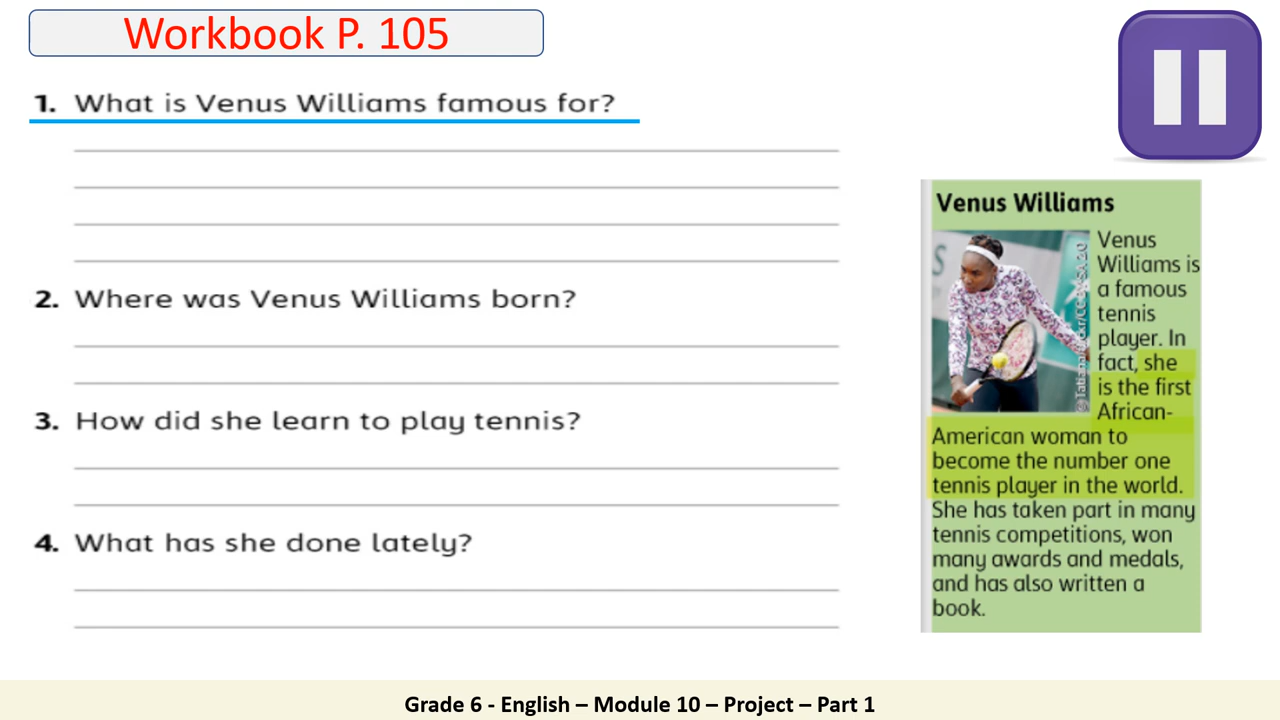 Workbook P. 105
1. What is Venus Williams famous for?
2. Where was Venus Williams born?
3. How did she learn to play tennis?
4. What has she done lately?
Venus Williams
Venus
Williams is
a famous
tennis
player. In
fact, she
is the first
African-
American woman to
become the number one
tennis player in the world.
She has taken part in many
tennis competitions, won
many awards and medals,
and has also written a
book.
Grade 6 - English – Module 10 – Project – Part 1